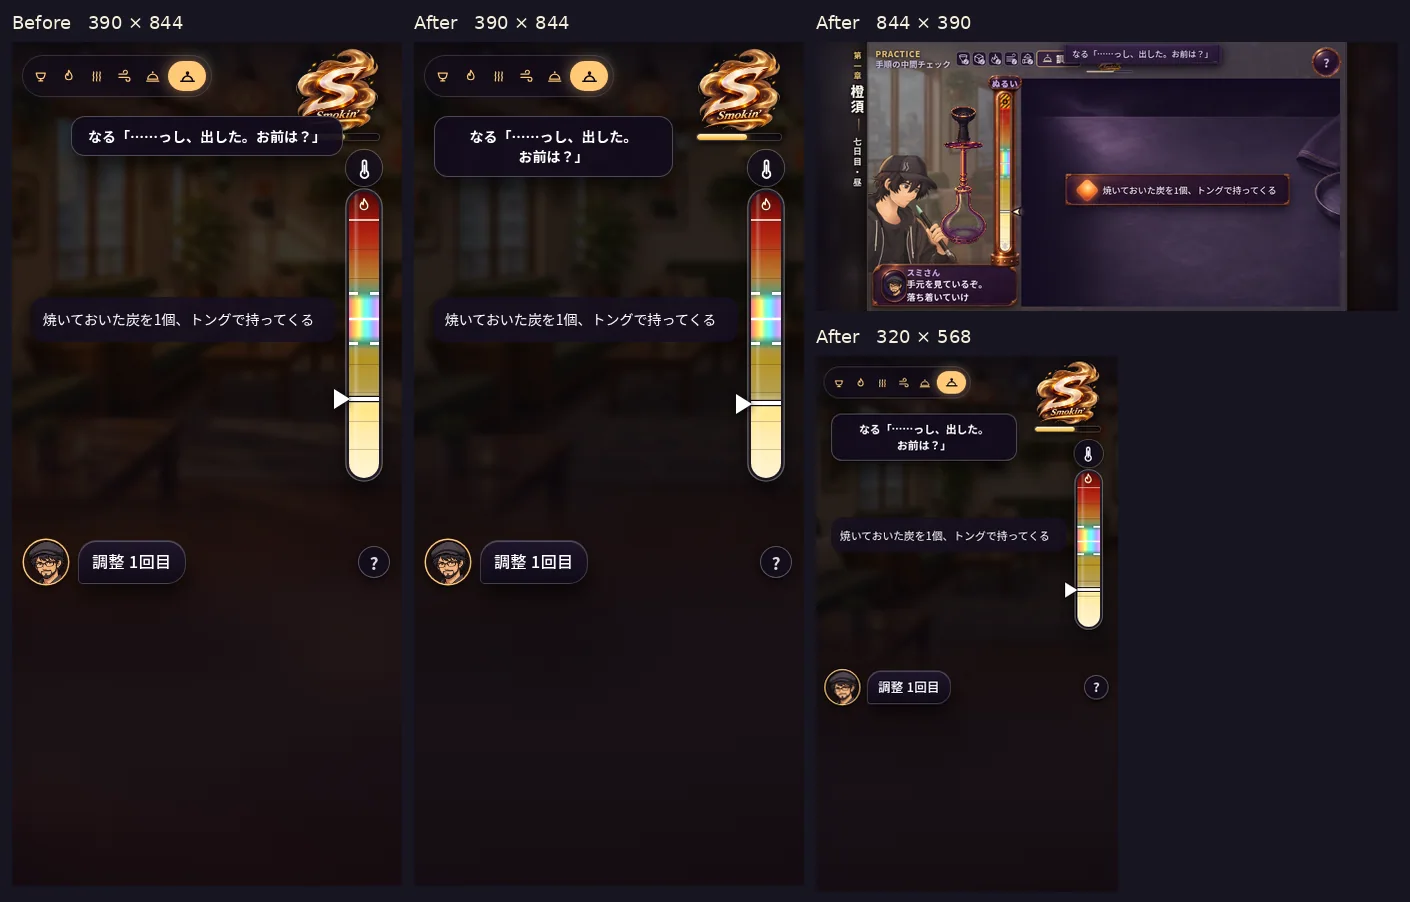 Before 390 × 844
Smokin'
なる「……っし、出した。お前は？」
焼いておいた炭を1個、トングで持ってくる
調整 1回目
?
After 390 × 844
Smokin'
なる「……っし、出した。
お前は？」
焼いておいた炭を1個、トングで持ってくる
調整 1回目
?
After 844 × 390
第一章 橙須 七日目・昼
PRACTICE
手順の中間チェック
なる「……っし、出した。お前は？」
?
ぬるい
焼いておいた炭を1個、トングで持ってくる
スミさん
手元を見ているぞ。
落ち着いていけ
After 320 × 568
Smokin'
なる「……っし、出した。
お前は？」
焼いておいた炭を1個、トングで持ってくる
調整 1回目
?